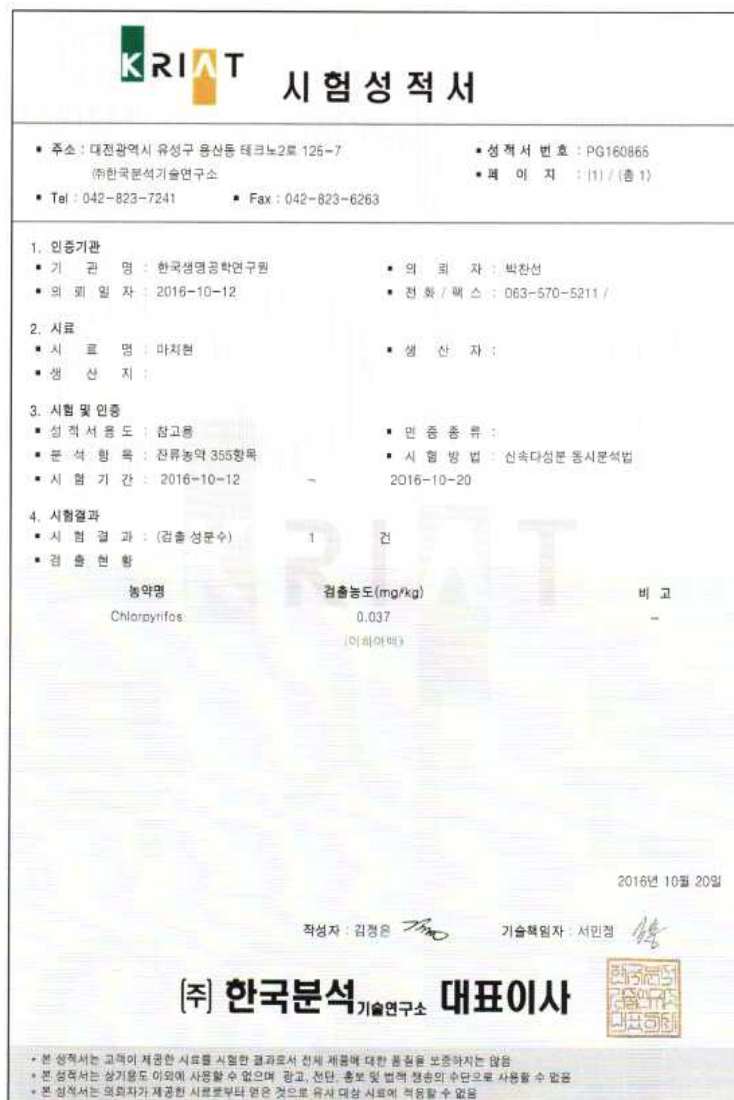 KRIAT 시험성적서
▪ 주소 : 대전광역시 유성구 용산동 테크노2로 125-7 ▪ 성적서 번호 : PG160865
㈜한국분석기술연구소 ▪ 페 이 지 : (1) / (총 1)
▪ Tel : 042-823-7241 ▪ Fax : 042-823-6263
1. 인증기관
▪ 기 관 명 : 한국생명공학연구원 ▪ 의 뢰 자 : 박찬선
▪ 의 뢰 일 자 : 2016-10-12 ▪ 전 화 / 팩 스 : 063-570-5211 /
2. 시료
▪ 시 료 명 : 마치현 ▪ 생 산 자 :
▪ 생 산 지 :
3. 시험 및 인증
▪ 성 적 서 용 도 : 참고용 ▪ 인 증 종 류 :
▪ 분 석 항 목 : 잔류농약 355항목 ▪ 시 험 방 법 : 신속다성분 동시분석법
▪ 시 험 기 간 : 2016-10-12 ~ 2016-10-20
4. 시험결과
▪ 시 험 결 과 : (검출 성분수) 1 건
▪ 검 출 현 황
농약명 검출농도(mg/kg) 비 고
Chlorpyrifos 0.037 -
(이하여백)
KRIAT
2016년 10월 20일
작성자 : 김정은 기술책임자 : 서민정
(주) 한국분석기술연구소 대표이사
• 본 성적서는 고객이 제공한 시료를 시험한 결과로서 전체 제품에 대한 품질을 보증하지는 않음
• 본 성적서는 상기용도 이외에 사용할 수 없으며 광고, 전단, 홍보 및 법적 쟁송의 수단으로 사용할 수 없음
• 본 성적서는 의뢰자가 제공한 시료로부터 얻은 것으로 유사 대상 시료에 적용할 수 없음